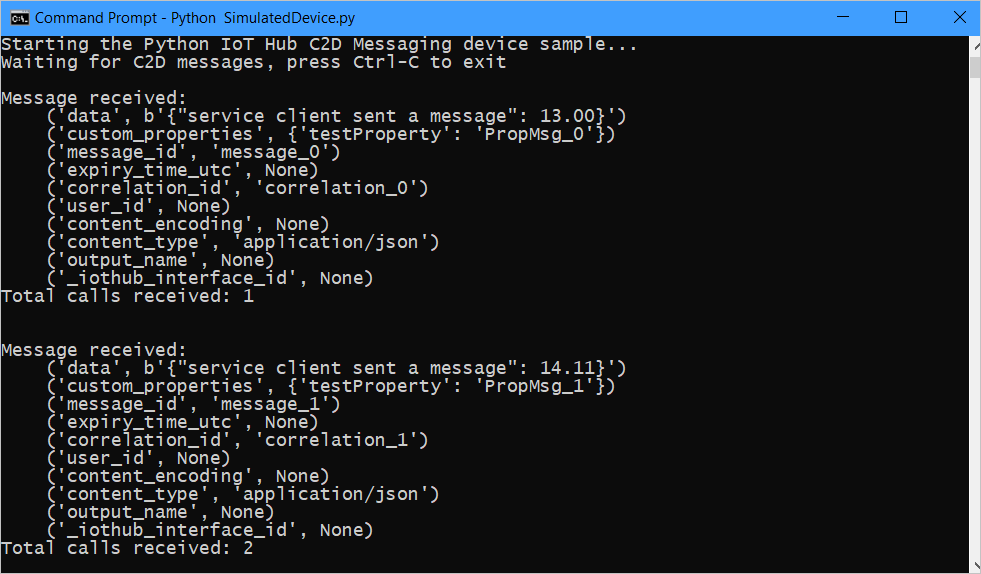 Command Prompt - Python  SimulatedDevice.py
Starting the Python IoT Hub C2D Messaging device sample...
Waiting for C2D messages, press Ctrl-C to exit

Message received:
    ('data', b'{"service client sent a message": 13.00}')
    ('custom_properties', {'testProperty': 'PropMsg_0'})
    ('message_id', 'message_0')
    ('expiry_time_utc', None)
    ('correlation_id', 'correlation_0')
    ('user_id', None)
    ('content_encoding', None)
    ('content_type', 'application/json')
    ('output_name', None)
    ('_iothub_interface_id', None)
Total calls received: 1

Message received:
    ('data', b'{"service client sent a message": 14.11}')
    ('custom_properties', {'testProperty': 'PropMsg_1'})
    ('message_id', 'message_1')
    ('expiry_time_utc', None)
    ('correlation_id', 'correlation_1')
    ('user_id', None)
    ('content_encoding', None)
    ('content_type', 'application/json')
    ('output_name', None)
    ('_iothub_interface_id', None)
Total calls received: 2